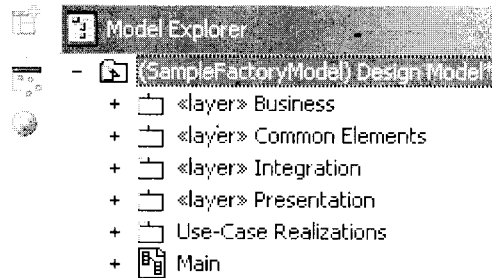 Model Explorer
(SampleFactoryModel) Design Model*
«layer» Business
«layer» Common Elements
«layer» Integration
«layer» Presentation
Use-Case Realizations
Main